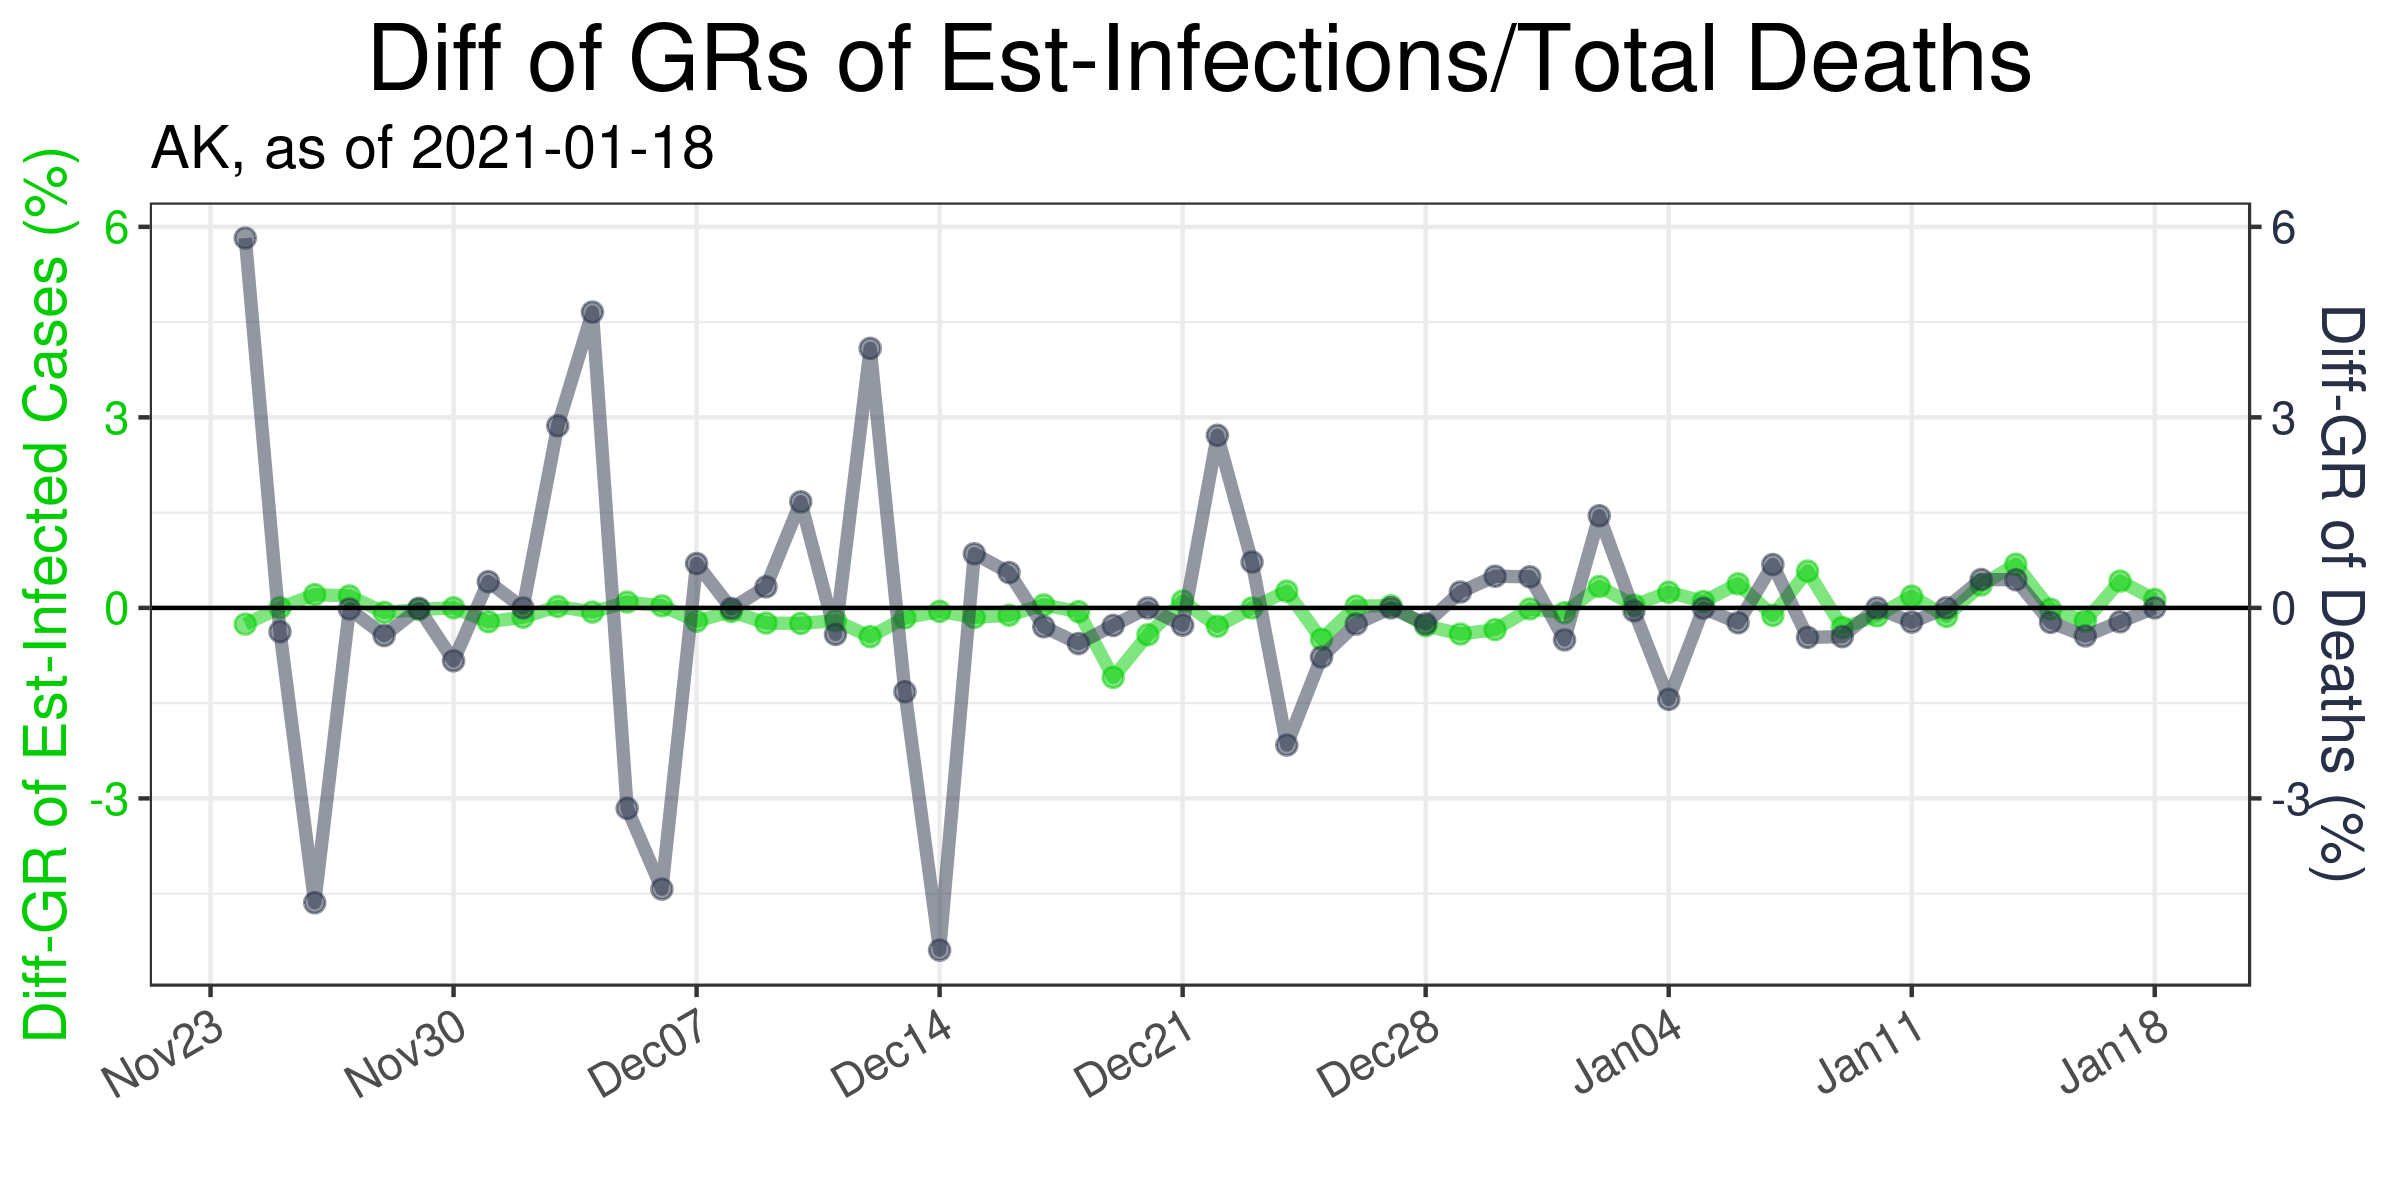 Diff of GRs of Est-Infections/Total Deaths
AK, as of 2021-01-18
Diff-GR of Est-Infected Cases (%)
6
3
0
-3
6
3
0
-3
Diff-GR of Deaths (%)
Nov23
Nov30
Dec07
Dec14
Dec21
Dec28
Jan04
Jan11
Jan18